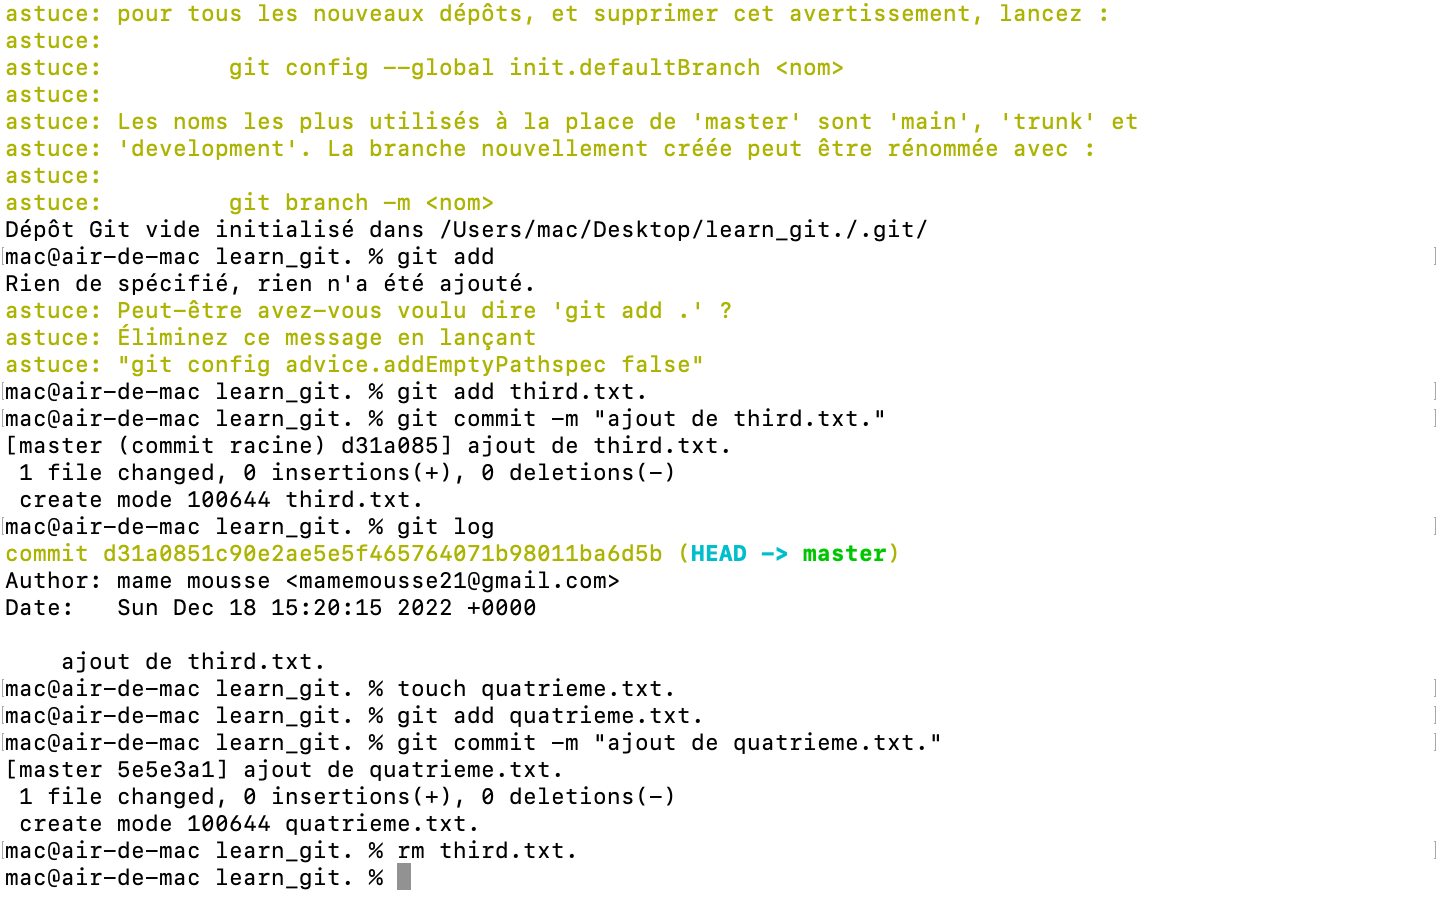 astuce: pour tous les nouveaux dépôts, et supprimer cet avertissement, lancez :
astuce:
astuce:         git config --global init.defaultBranch <nom>
astuce:
astuce: Les noms les plus utilisés à la place de 'master' sont 'main', 'trunk' et
astuce: 'development'. La branche nouvellement créée peut être rénommée avec :
astuce:
astuce:         git branch -m <nom>
Dépôt Git vide initialisé dans /Users/mac/Desktop/learn_git./.git/
[mac@air-de-mac learn_git. % git add ]
Rien de spécifié, rien n'a été ajouté.
astuce: Peut-être avez-vous voulu dire 'git add .' ?
astuce: Éliminez ce message en lançant
astuce: "git config advice.addEmptyPathspec false"
[mac@air-de-mac learn_git. % git add third.txt. ]
[mac@air-de-mac learn_git. % git commit -m "ajout de third.txt." ]
[master (commit racine) d31a085] ajout de third.txt.
 1 file changed, 0 insertions(+), 0 deletions(-)
 create mode 100644 third.txt.
[mac@air-de-mac learn_git. % git log ]
commit d31a0851c90e2ae5e5f465764071b98011ba6d5b (HEAD -> master)
Author: mame mousse <mamemousse21@gmail.com>
Date:   Sun Dec 18 15:20:15 2022 +0000

    ajout de third.txt.
[mac@air-de-mac learn_git. % touch quatrieme.txt. ]
[mac@air-de-mac learn_git. % git add quatrieme.txt. ]
[mac@air-de-mac learn_git. % git commit -m "ajout de quatrieme.txt." ]
[master 5e5e3a1] ajout de quatrieme.txt.
 1 file changed, 0 insertions(+), 0 deletions(-)
 create mode 100644 quatrieme.txt.
[mac@air-de-mac learn_git. % rm third.txt. ]
mac@air-de-mac learn_git. %